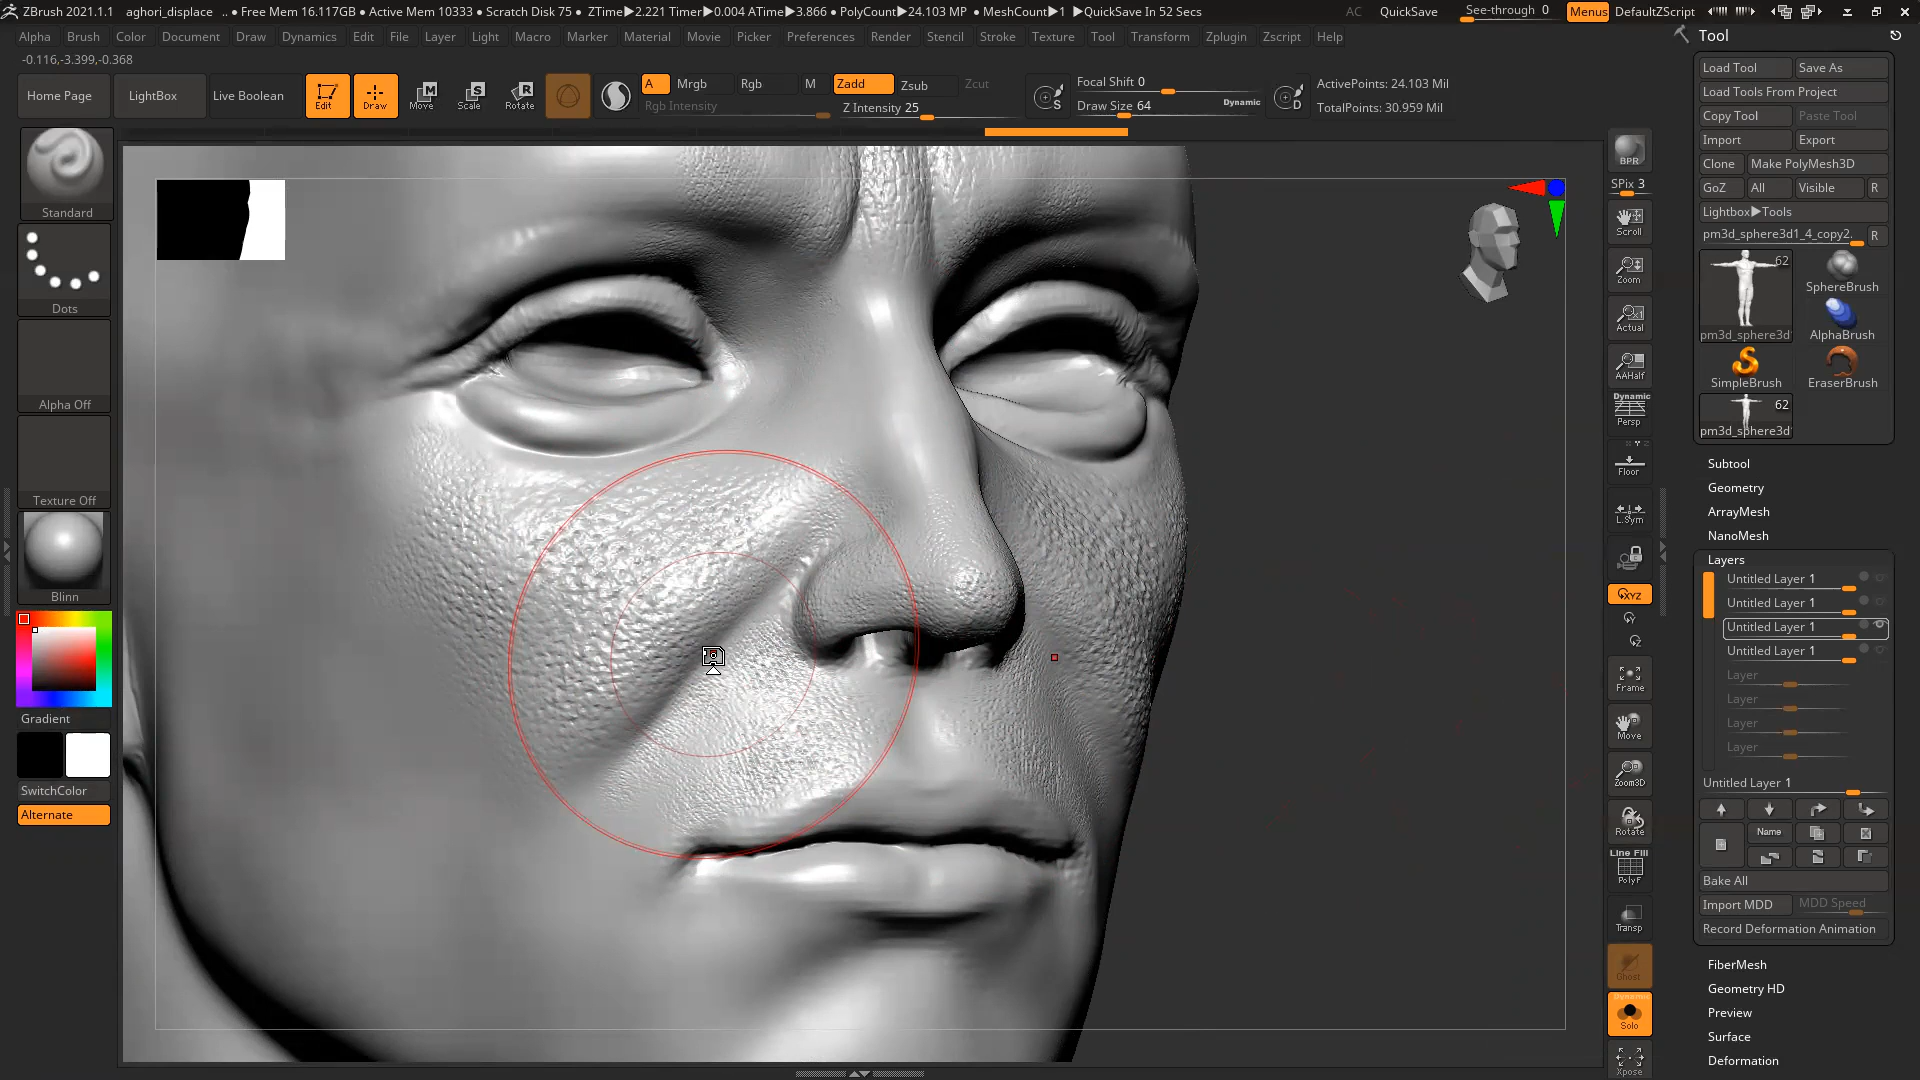 ZBrush 2021.1.1 aghori_displace .. ● Free Mem 16.117GB ● Active Mem 10333 ● Scratch Disk 75 ● ZTime▶2.221 Timer▶0.004 ATime▶3.866 ● PolyCount▶24.103 MP ● MeshCount▶1 ▶QuickSave In 52 Secs AC QuickSave See-through 0 Menus DefaultZScript
Alpha Brush Color Document Draw Dynamics Edit File Layer Light Macro Marker Material Movie Picker Preferences Render Stencil Stroke Texture Tool Transform Zplugin Zscript Help
-0.116,-3.399,-0.368
Home Page LightBox Live Boolean Edit Draw Move Scale Rotate A Mrgb Rgb M Zadd Zsub Zcut Focal Shift 0 ActivePoints: 24.103 Mil
Rgb Intensity Z Intensity 25 Draw Size 64 Dynamic TotalPoints: 30.959 Mil
Standard
Dots
Alpha Off
Texture Off
Blinn
Gradient
SwitchColor
Alternate
BPR
SPix 3
Scroll
Zoom
Actual
AAHalf
Dynamic
Persp
Floor
L.Sym
XYZ
Frame
Move
Zoom3D
Rotate
Line Fill
PolyF
Transp
Ghost
Dynamic
Solo
Xpose
Tool
Load Tool Save As
Load Tools From Project
Copy Tool Paste Tool
Import Export
Clone Make PolyMesh3D
GoZ All Visible R
Lightbox▶Tools
pm3d_sphere3d1_4_copy2. R
62
SphereBrush
pm3d_sphere3d AlphaBrush
SimpleBrush EraserBrush
62
pm3d_sphere3d
Subtool
Geometry
ArrayMesh
NanoMesh
Layers
Untitled Layer 1
Untitled Layer 1
Untitled Layer 1
Untitled Layer 1
Layer
Layer
Layer
Layer
Untitled Layer 1
Name
Bake All
Import MDD MDD Speed
Record Deformation Animation
FiberMesh
Geometry HD
Preview
Surface
Deformation